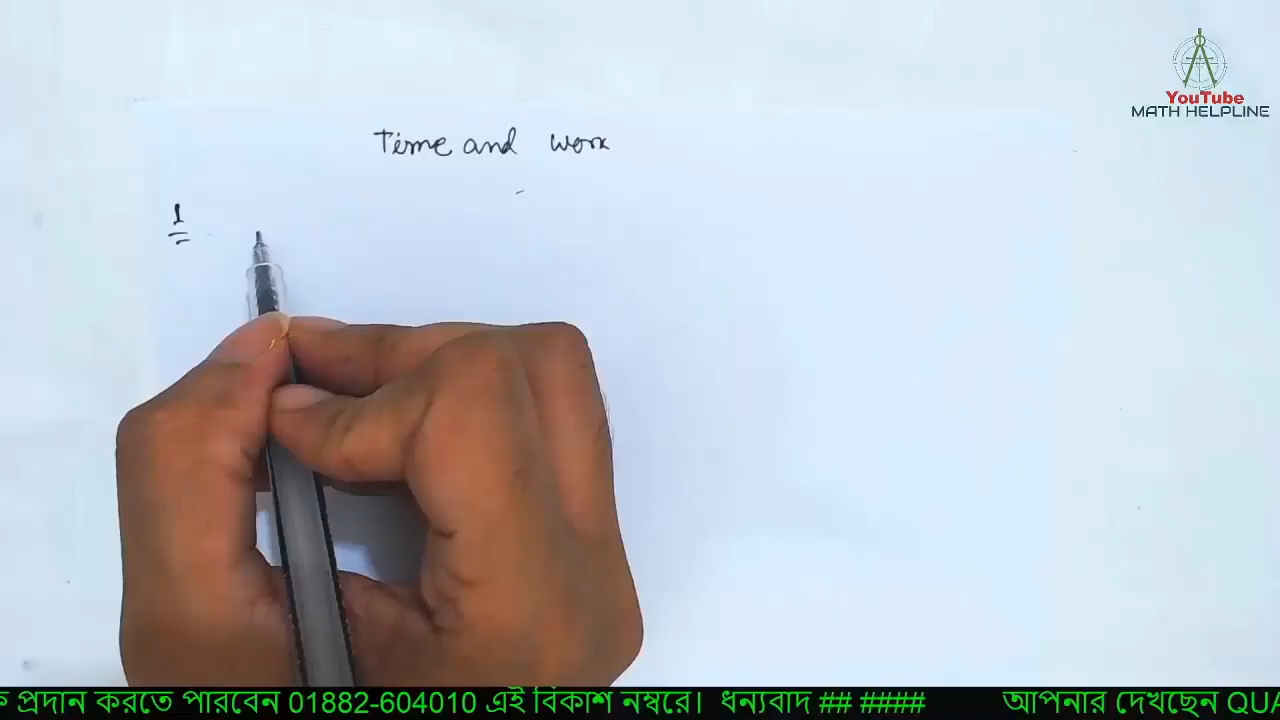 YouTube
MATH HELPLINE
Time and work
1
প্রদান করতে পারবেন 01882-604010 এই বিকাশ নম্বরে। ধন্যবাদ ## #### আপনার দেখছেন QUA